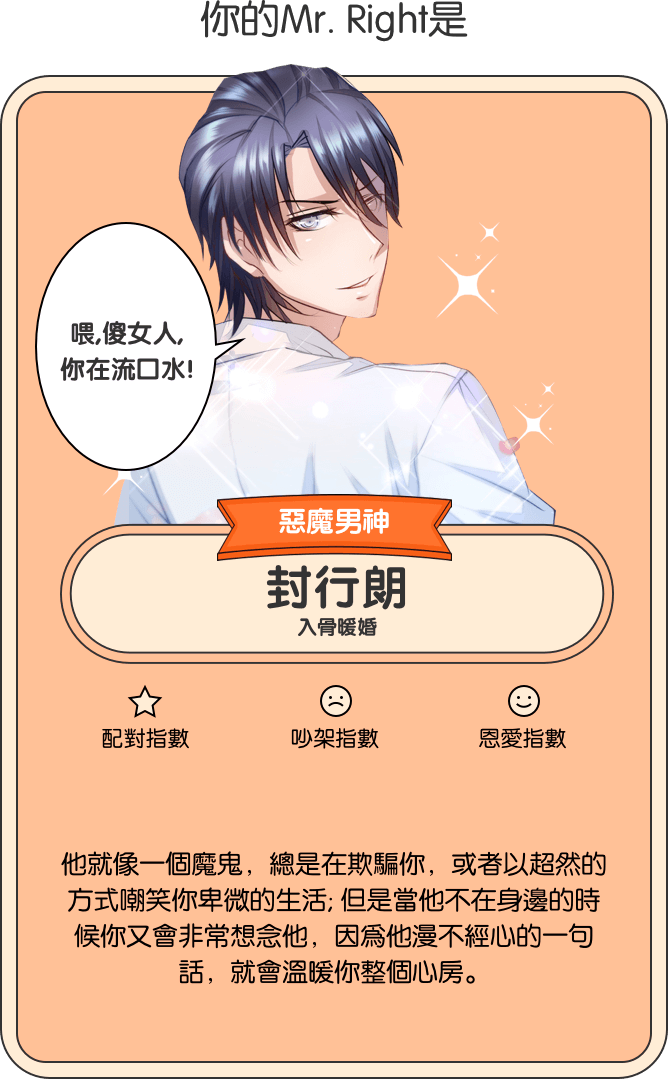 你的Mr. Right是
喂,傻女人,
你在流口水!
惡魔男神
封行朗
入骨暖婚
配對指數
吵架指數
恩愛指數
他就像一個魔鬼，總是在欺騙你，或者以超然的
方式嘲笑你卑微的生活; 但是當他不在身邊的時
候你又會非常想念他，因爲他漫不經心的一句
話，就會溫暖你整個心房。